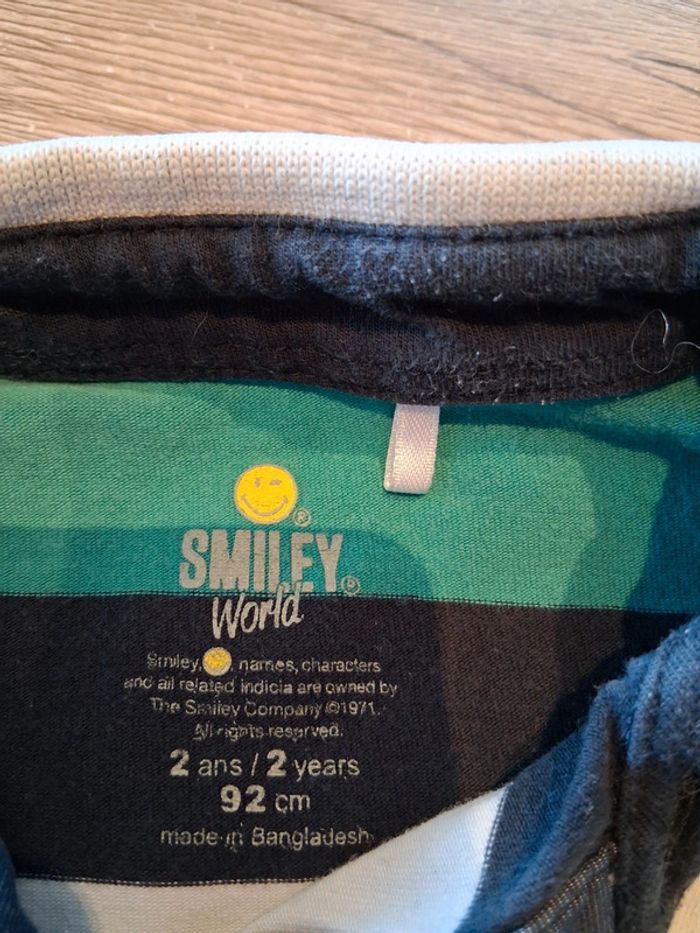 ®
SMILEY®
World
Smiley, names, characters
and all related indicia are owned by
The Smiley Company ©1971.
All rights reserved.
2 ans / 2 years
92 cm
made in Bangladesh